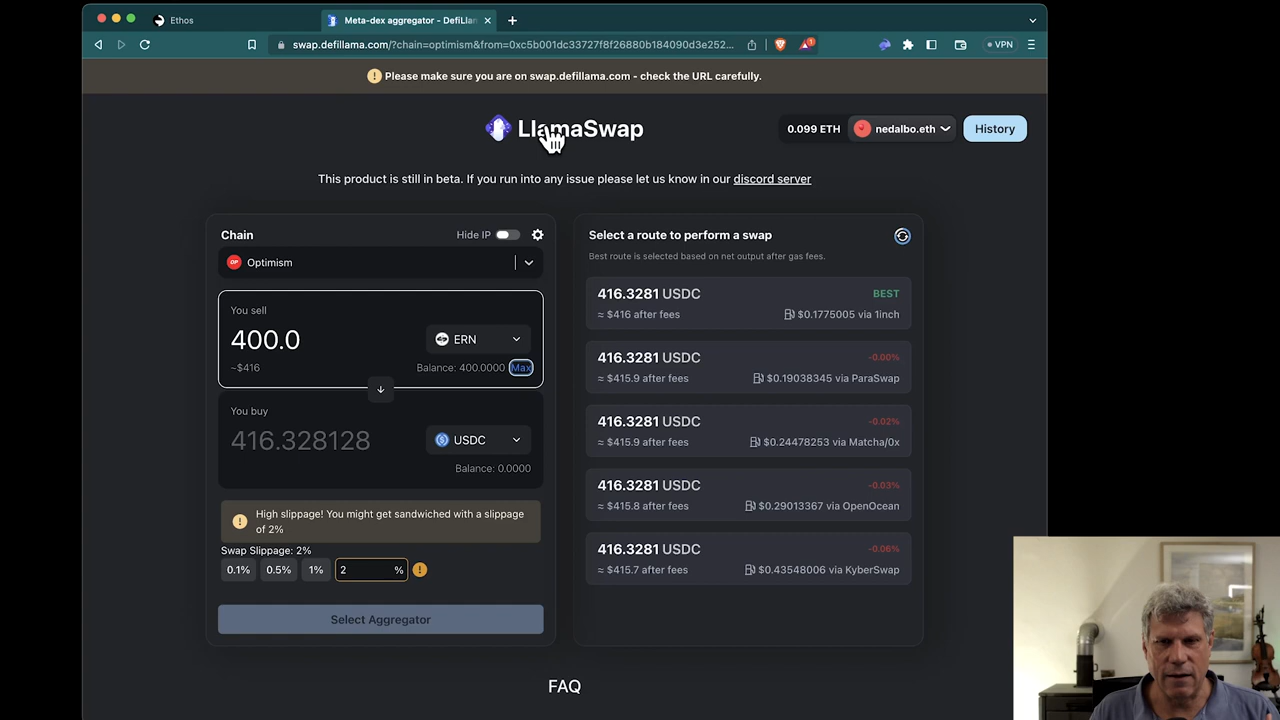 Ethos
Meta-dex aggregator - DefiLlam
swap.defillama.com/?chain=optimism&from=0xc5b001dc33727f8f26880b184090d3e252...
1
VPN
Please make sure you are on swap.defillama.com - check the URL carefully.
LlamaSwap
0.099 ETH
nedalbo.eth
History
This product is still in beta. If you run into any issue please let us know in our discord server
Chain
Hide IP
OP Optimism
You sell
400.0
ERN
~$416
Balance: 400.0000 Max
You buy
416.328128
USDC
Balance: 0.0000
High slippage! You might get sandwiched with a slippage
of 2%
Swap Slippage: 2%
0.1% 0.5% 1% 2 %
Select Aggregator
Select a route to perform a swap
Best route is selected based on net output after gas fees.
416.3281 USDC BEST
≈ $416 after fees $0.1775005 via 1inch
416.3281 USDC -0.00%
≈ $415.9 after fees $0.19038345 via ParaSwap
416.3281 USDC -0.02%
≈ $415.9 after fees $0.24478253 via Matcha/0x
416.3281 USDC -0.03%
≈ $415.8 after fees $0.29013367 via OpenOcean
416.3281 USDC -0.06%
≈ $415.7 after fees $0.43548006 via KyberSwap
FAQ